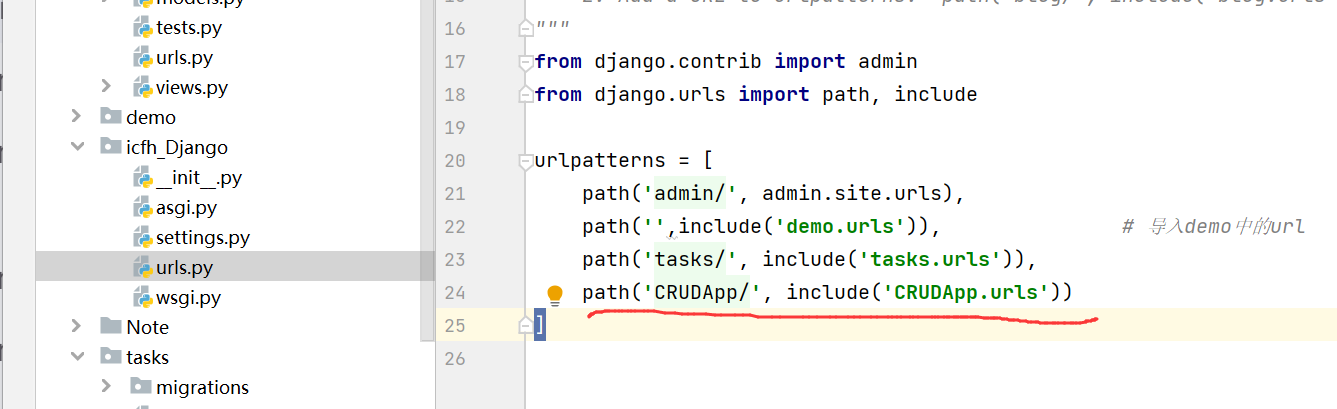 models.py
tests.py
urls.py
views.py
demo
icfh_Django
__init__.py
asgi.py
settings.py
urls.py
wsgi.py
Note
tasks
migrations
16 """
17 from django.contrib import admin
18 from django.urls import path, include
19
20 urlpatterns = [
21 path('admin/', admin.site.urls),
22 path('',include('demo.urls')), # 导入demo中的url
23 path('tasks/', include('tasks.urls')),
24 path('CRUDApp/', include('CRUDApp.urls'))
25 ]
26